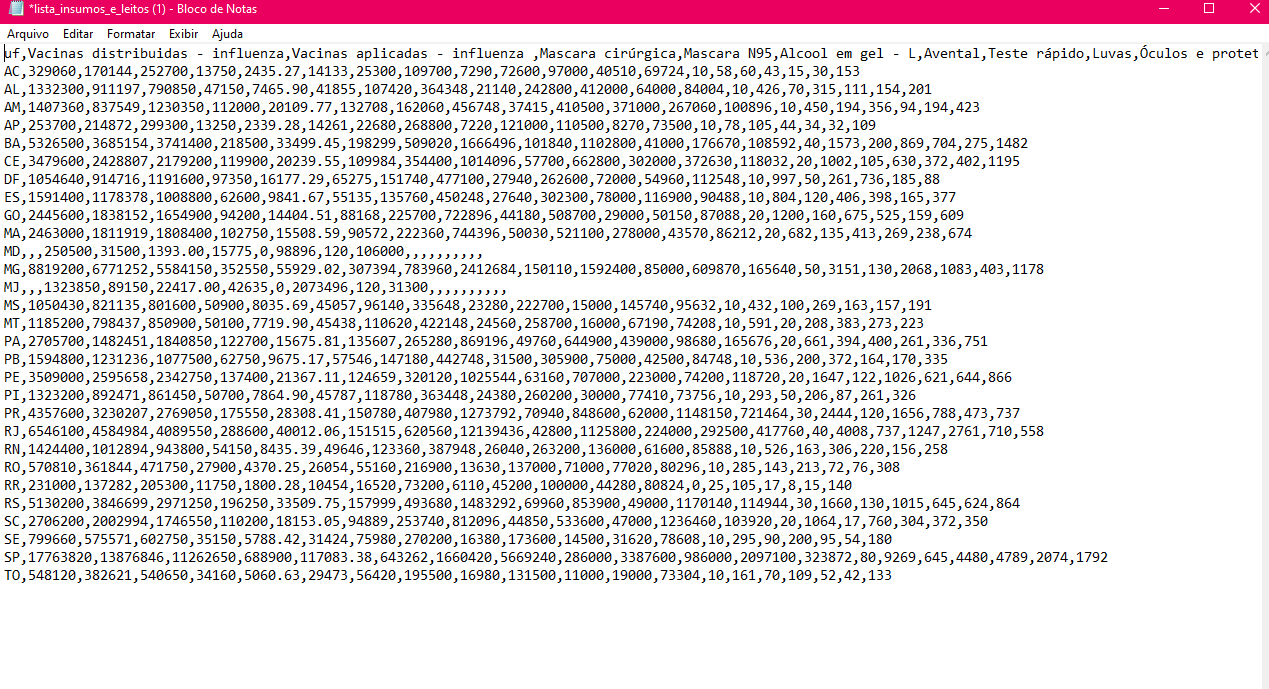 *lista_insumos_e_leitos (1) - Bloco de Notas
Arquivo Editar Formatar Exibir Ajuda
uf,Vacinas distribuidas - influenza,Vacinas aplicadas - influenza ,Mascara cirúrgica,Mascara N95,Alcool em gel - L,Avental,Teste rápido,Luvas,Óculos e protet
AC,329060,170144,252700,13750,2435.27,14133,25300,109700,7290,72600,97000,40510,69724,10,58,60,43,15,30,153
AL,1332300,911197,790850,47150,7465.90,41855,107420,364348,21140,242800,412000,64000,84004,10,426,70,315,111,154,201
AM,1407360,837549,1230350,112000,20109.77,132708,162060,456748,37415,410500,371000,267060,100896,10,450,194,356,94,194,423
AP,253700,214872,299300,13250,2339.28,14261,22680,268800,7220,121000,110500,8270,73500,10,78,105,44,34,32,109
BA,5326500,3685154,3741400,218500,33499.45,198299,509020,1666496,101840,1102800,41000,176670,108592,40,1573,200,869,704,275,1482
CE,3479600,2428807,2179200,119900,20239.55,109984,354400,1014096,57700,662800,302000,372630,118032,20,1002,105,630,372,402,1195
DF,1054640,914716,1191600,97350,16177.29,65275,151740,477100,27940,262600,72000,54960,112548,10,997,50,261,736,185,88
ES,1591400,1178378,1008800,62600,9841.67,55135,135760,450248,27640,302300,78000,116900,90488,10,804,120,406,398,165,377
GO,2445600,1838152,1654900,94200,14404.51,88168,225700,722896,44180,508700,29000,50150,87088,20,1200,160,675,525,159,609
MA,2463000,1811919,1808400,102750,15508.59,90572,222360,744396,50030,521100,278000,43570,86212,20,682,135,413,269,238,674
MD,,,250500,31500,1393.00,15775,0,98896,120,106000,,,,,,,,,,
MG,8819200,6771252,5584150,352550,55929.02,307394,783960,2412684,150110,1592400,85000,609870,165640,50,3151,130,2068,1083,403,1178
MJ,,,1323850,89150,22417.00,42635,0,2073496,120,31300,,,,,,,,,,
MS,1050430,821135,801600,50900,8035.69,45057,96140,335648,23280,222700,15000,145740,95632,10,432,100,269,163,157,191
MT,1185200,798437,850900,50100,7719.90,45438,110620,422148,24560,258700,16000,67190,74208,10,591,20,208,383,273,223
PA,2705700,1482451,1840850,122700,15675.81,135607,265280,869196,49760,644900,439000,98680,165676,20,661,394,400,261,336,751
PB,1594800,1231236,1077500,62750,9675.17,57546,147180,442748,31500,305900,75000,42500,84748,10,536,200,372,164,170,335
PE,3509000,2595658,2342750,137400,21367.11,124659,320120,1025544,63160,707000,223000,74200,118720,20,1647,122,1026,621,644,866
PI,1323200,892471,861450,50700,7864.90,45787,118780,363448,24380,260200,30000,77410,73756,10,293,50,206,87,261,326
PR,4357600,3230207,2769050,175550,28308.41,150780,407980,1273792,70940,848600,62000,1148150,721464,30,2444,120,1656,788,473,737
RJ,6546100,4584984,4089550,288600,40012.06,151515,620560,12139436,42800,1125800,224000,292500,417760,40,4008,737,1247,2761,710,558
RN,1424400,1012894,943800,54150,8435.39,49646,123360,387948,26040,263200,136000,61600,85888,10,526,163,306,220,156,258
RO,570810,361844,471750,27900,4370.25,26054,55160,216900,13630,137000,71000,77020,80296,10,285,143,213,72,76,308
RR,231000,137282,205300,11750,1800.28,10454,16520,73200,6110,45200,100000,44280,80824,0,25,105,17,8,15,140
RS,5130200,3846699,2971250,196250,33509.75,157999,493680,1483292,69960,853900,49000,1170140,114944,30,1660,130,1015,645,624,864
SC,2706200,2002994,1746550,110200,18153.05,94889,253740,812096,44850,533600,47000,1236460,103920,20,1064,17,760,304,372,350
SE,799660,575571,602750,35150,5788.42,31424,75980,270200,16380,173600,14500,31620,78608,10,295,90,200,95,54,180
SP,17763820,13876846,11262650,688900,117083.38,643262,1660420,5669240,286000,3387600,986000,2097100,323872,80,9269,645,4480,4789,2074,1792
TO,548120,382621,540650,34160,5060.63,29473,56420,195500,16980,131500,11000,19000,73304,10,161,70,109,52,42,133